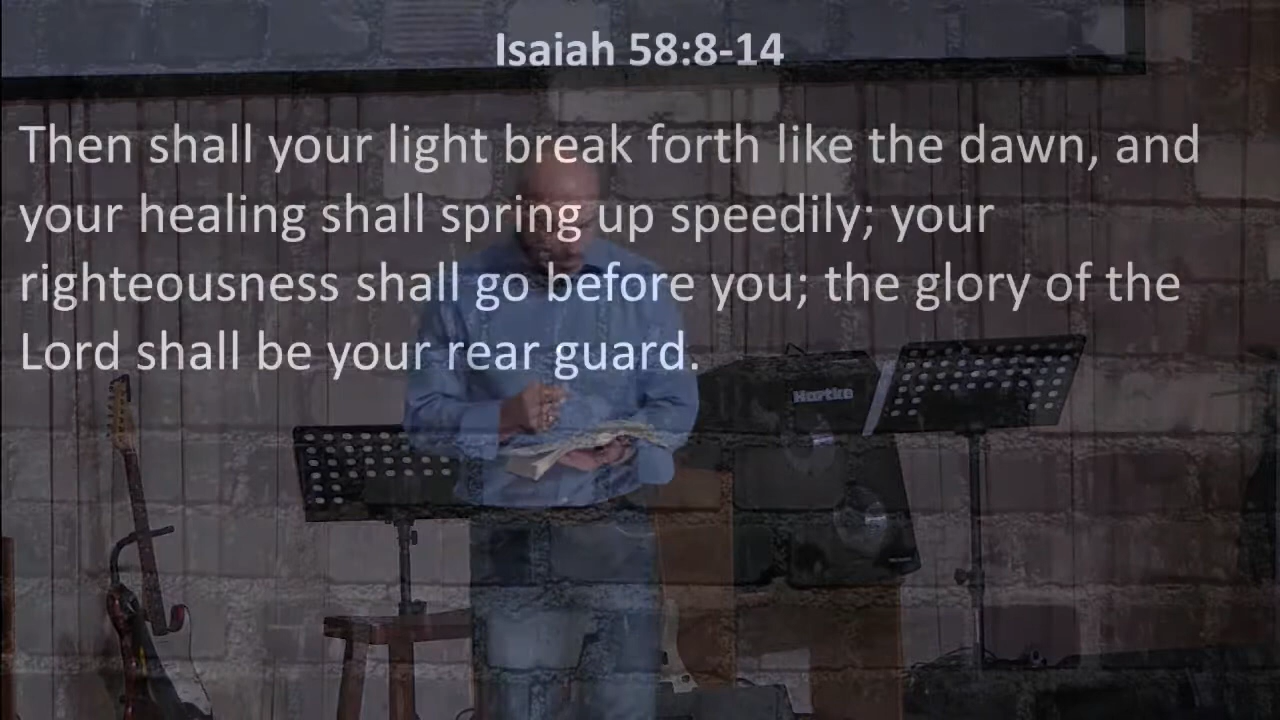 Isaiah 58:8-14
Then shall your light break forth like the dawn, and
your healing shall spring up speedily; your
righteousness shall go before you; the glory of the
Lord shall be your rear guard.
Hartke